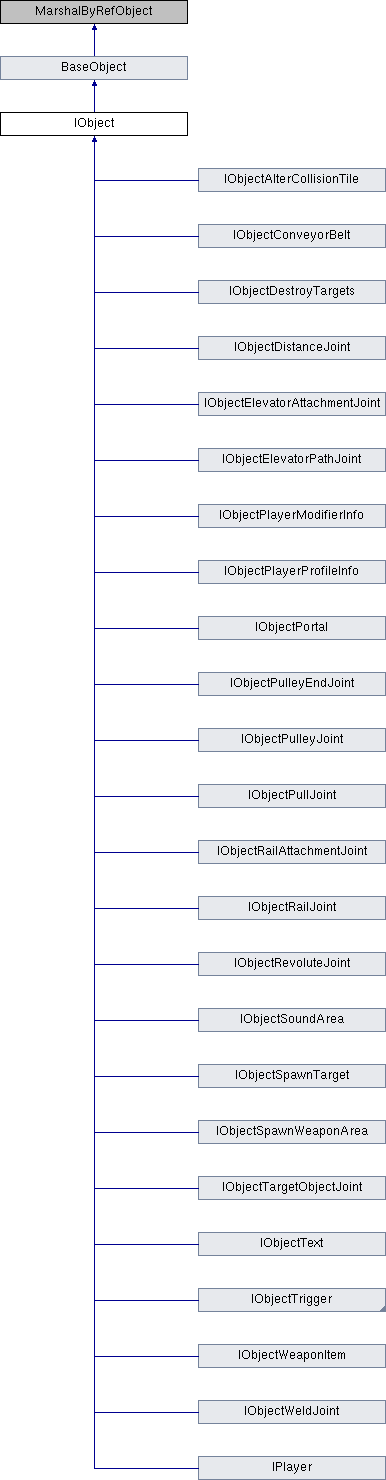 MarshalByRefObject
BaseObject
IObject
IObjectAlterCollisionTile
IObjectConveyorBelt
IObjectDestroyTargets
IObjectDistanceJoint
IObjectElevatorAttachmentJoint
IObjectElevatorPathJoint
IObjectPlayerModifierInfo
IObjectPlayerProfileInfo
IObjectPortal
IObjectPulleyEndJoint
IObjectPulleyJoint
IObjectPullJoint
IObjectRailAttachmentJoint
IObjectRailJoint
IObjectRevoluteJoint
IObjectSoundArea
IObjectSpawnTarget
IObjectSpawnWeaponArea
IObjectTargetObjectJoint
IObjectText
IObjectTrigger
IObjectWeaponItem
IObjectWeldJoint
IPlayer